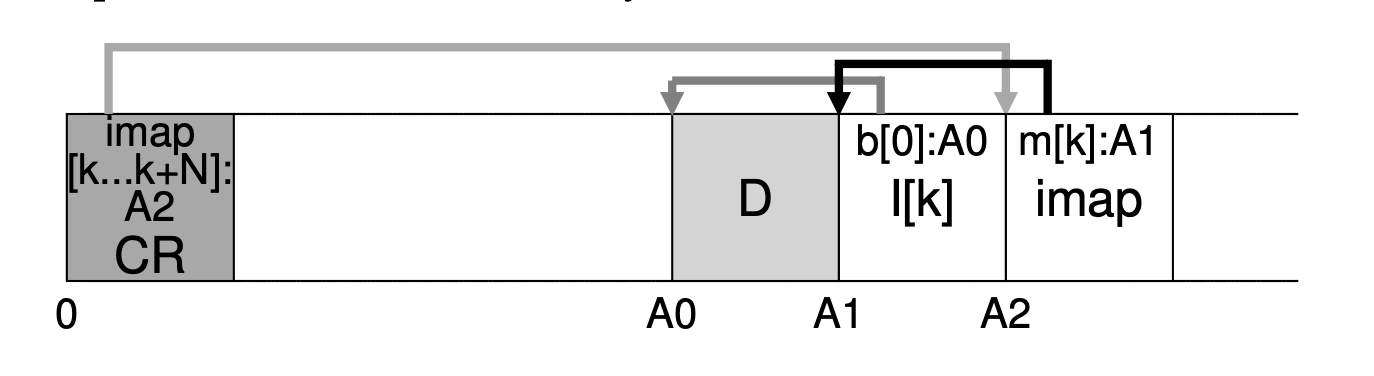 imap
[k...k+N]:
A2
CR
D
b[0]:A0
I[k]
m[k]:A1
imap
0
A0
A1
A2